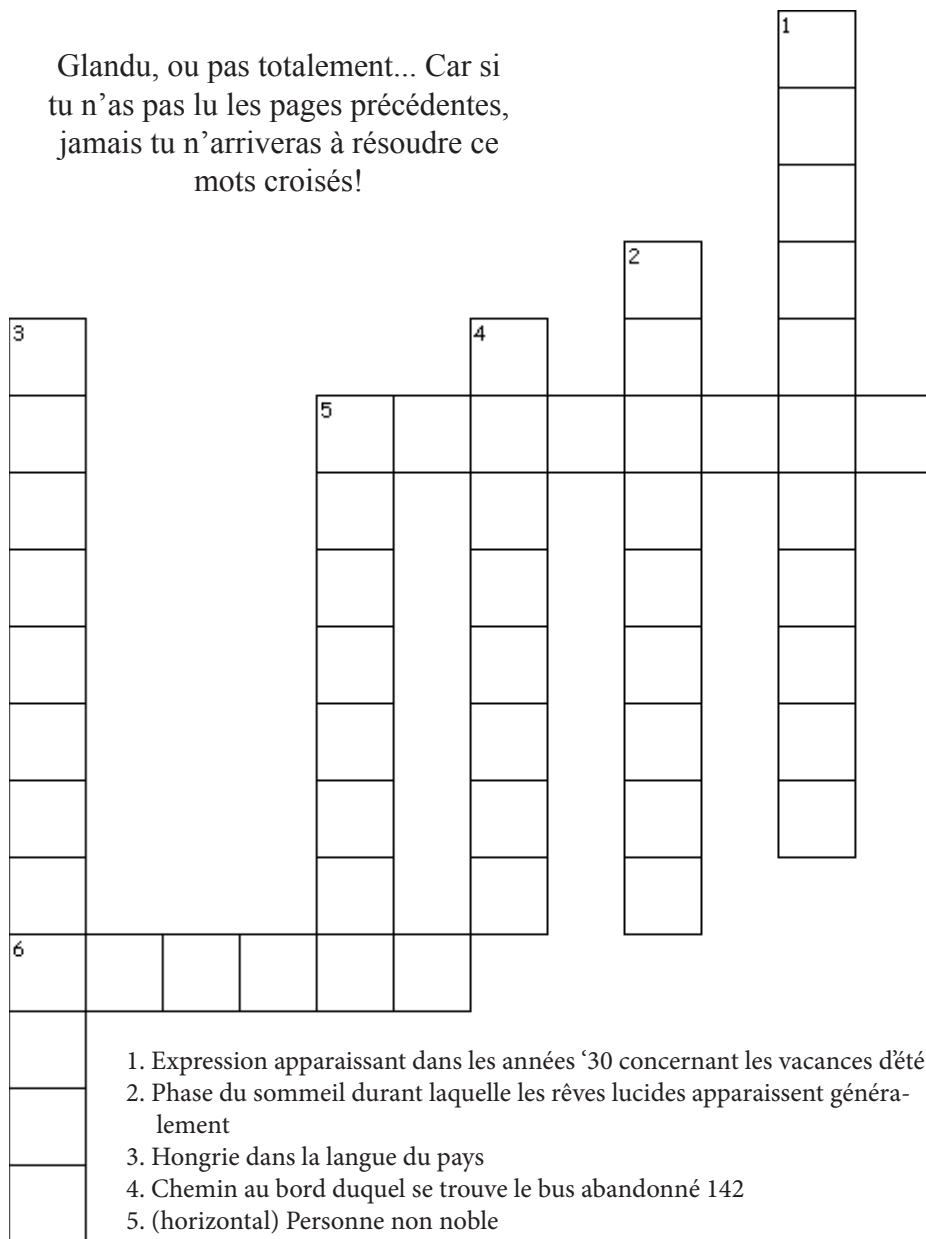 Glandu, ou pas totalement... Car si
tu n’as pas lu les pages précédentes,
jamais tu n’arriveras à résoudre ce
mots croisés!
1
2
3
4
5
6
1. Expression apparaissant dans les années ‘30 concernant les vacances d’été
2. Phase du sommeil durant laquelle les rêves lucides apparaissent généra-
lement
3. Hongrie dans la langue du pays
4. Chemin au bord duquel se trouve le bus abandonné 142
5. (horizontal) Personne non noble